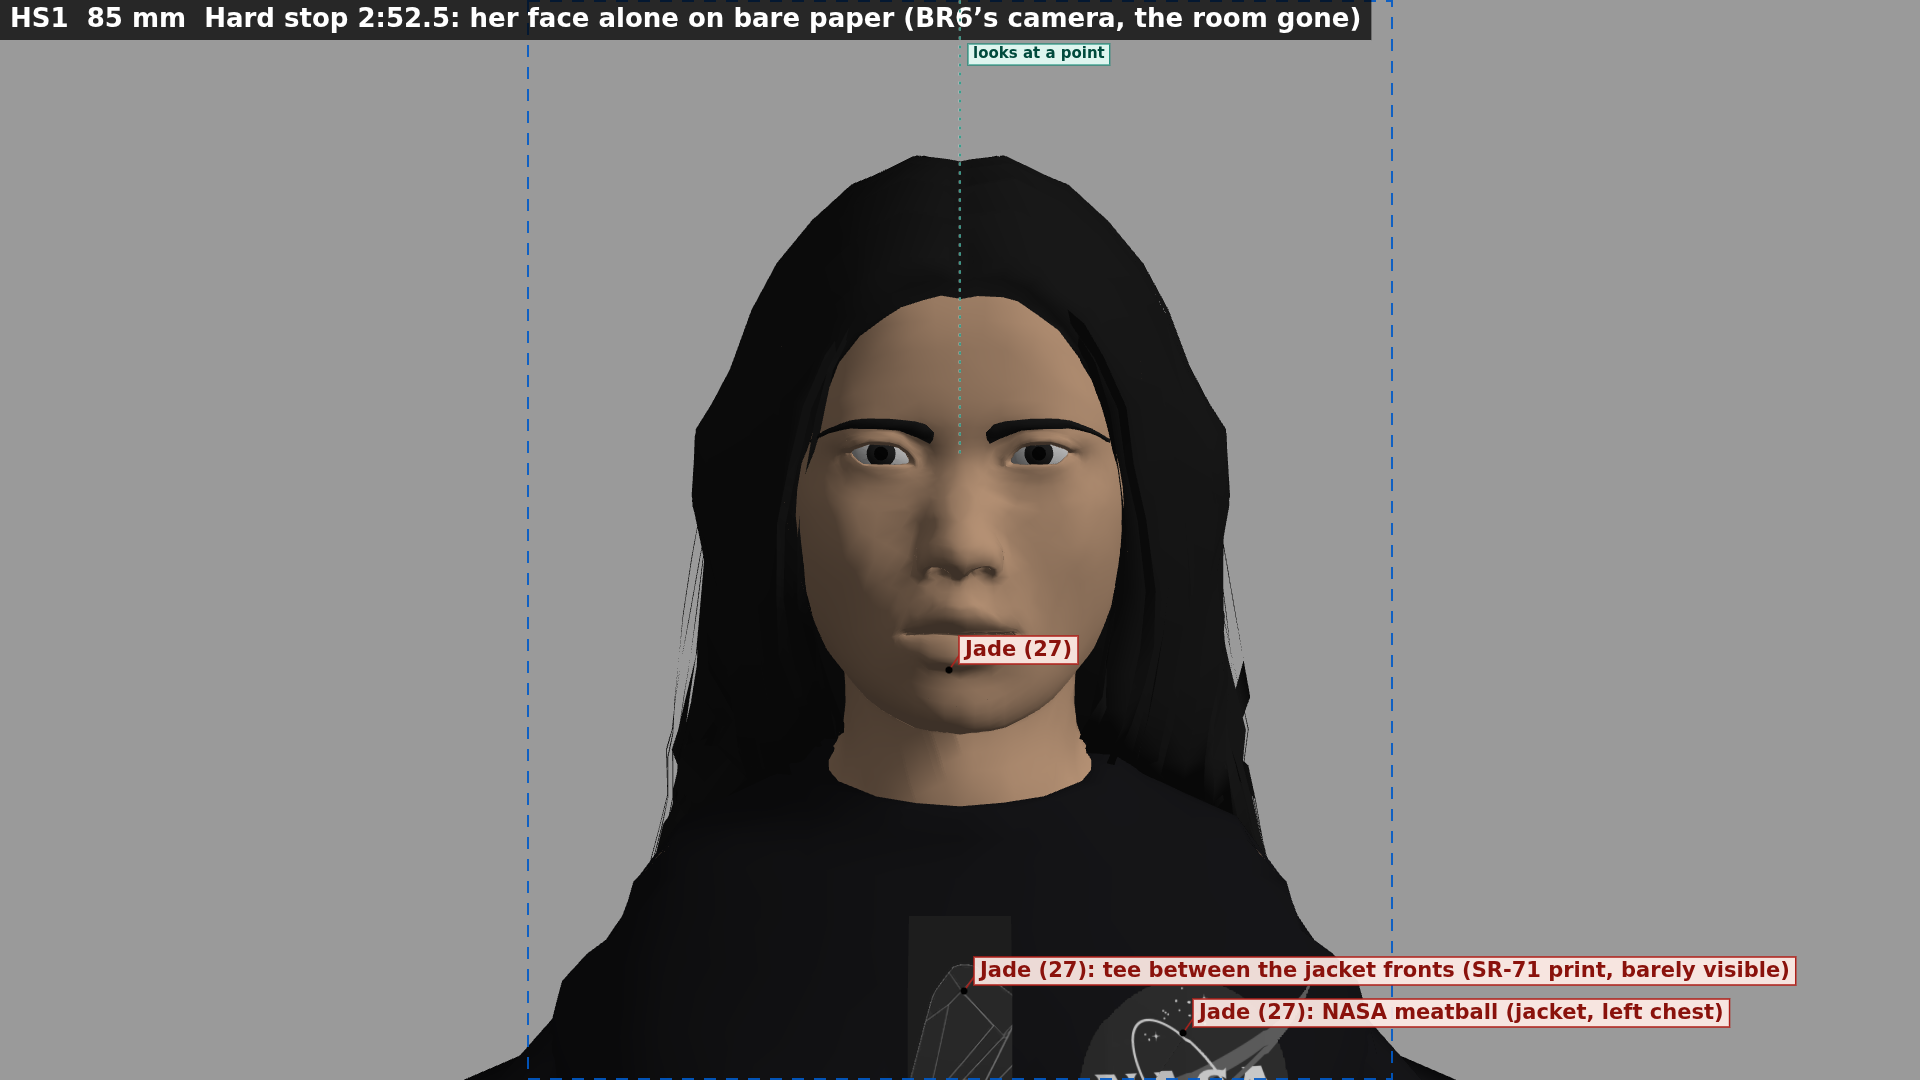 HS1  85 mm  Hard stop 2:52.5: her face alone on bare paper (BR6’s camera, the room gone)
looks at a point
Jade (27)
Jade (27): tee between the jacket fronts (SR-71 print, barely visible)
Jade (27): NASA meatball (jacket, left chest)
NASA